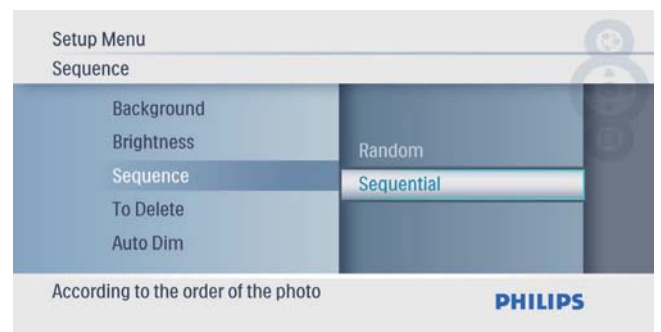 Setup Menu
Sequence
Background
Brightness
Sequence
To Delete
Auto Dim
Random
Sequential
According to the order of the photo
PHILIPS